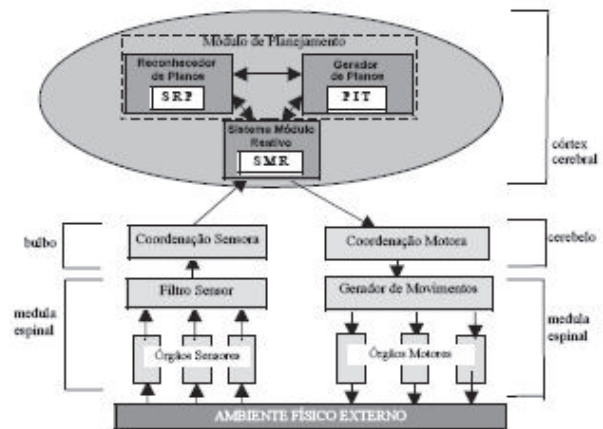 Módulo de Planejamento
Reconhecedor
de Planos
SRP
Gerador
de Planos
PIT
Sistema Módulo
Reativo
SMR
córtex
cerebral
bulbo
Coordenação Sensora
Coordenação Motora
cerebelo
Filtro Sensor
Gerador de Movimentos
medula
espinal
Órgãos Sensores
Órgãos Motores
medula
espinal
AMBIENTE FÍSICO EXTERNO